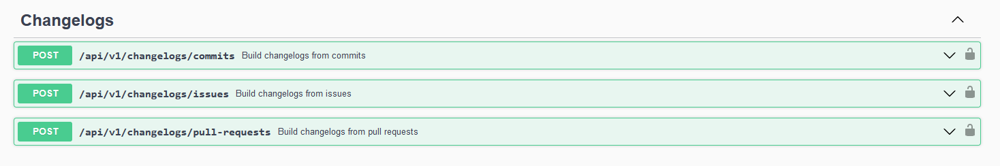 Changelogs
POST /api/v1/changelogs/commits Build changelogs from commits
POST /api/v1/changelogs/issues Build changelogs from issues
POST /api/v1/changelogs/pull-requests Build changelogs from pull requests